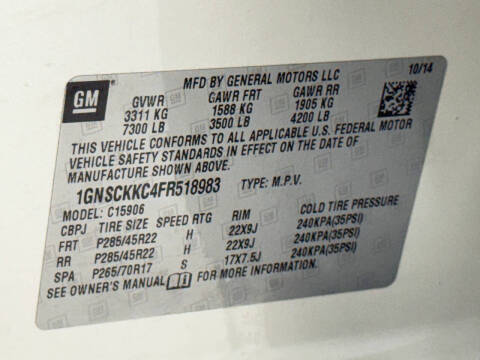 MFD BY GENERAL MOTORS LLC 10/14
GM
GVWR GAWR FRT GAWR RR
3311 KG 1588 KG 1905 KG
7300 LB 3500 LB 4200 LB
THIS VEHICLE CONFORMS TO ALL APPLICABLE U.S. FEDERAL MOTOR
VEHICLE SAFETY STANDARDS IN EFFECT ON THE DATE OF
MANUFACTURE SHOWN ABOVE.
1GNSCKKC4FR518983 TYPE: M.P.V.
MODEL: C15906
CBPJ TIRE SIZE SPEED RTG RIM COLD TIRE PRESSURE
FRT P285/45R22 H 22X9J 240KPA(35PSI)
RR P285/45R22 H 22X9J 240KPA(35PSI)
SPA P265/70R17 S 17X7.5J 240KPA(35PSI)
SEE OWNER'S MANUAL FOR MORE INFORMATION.